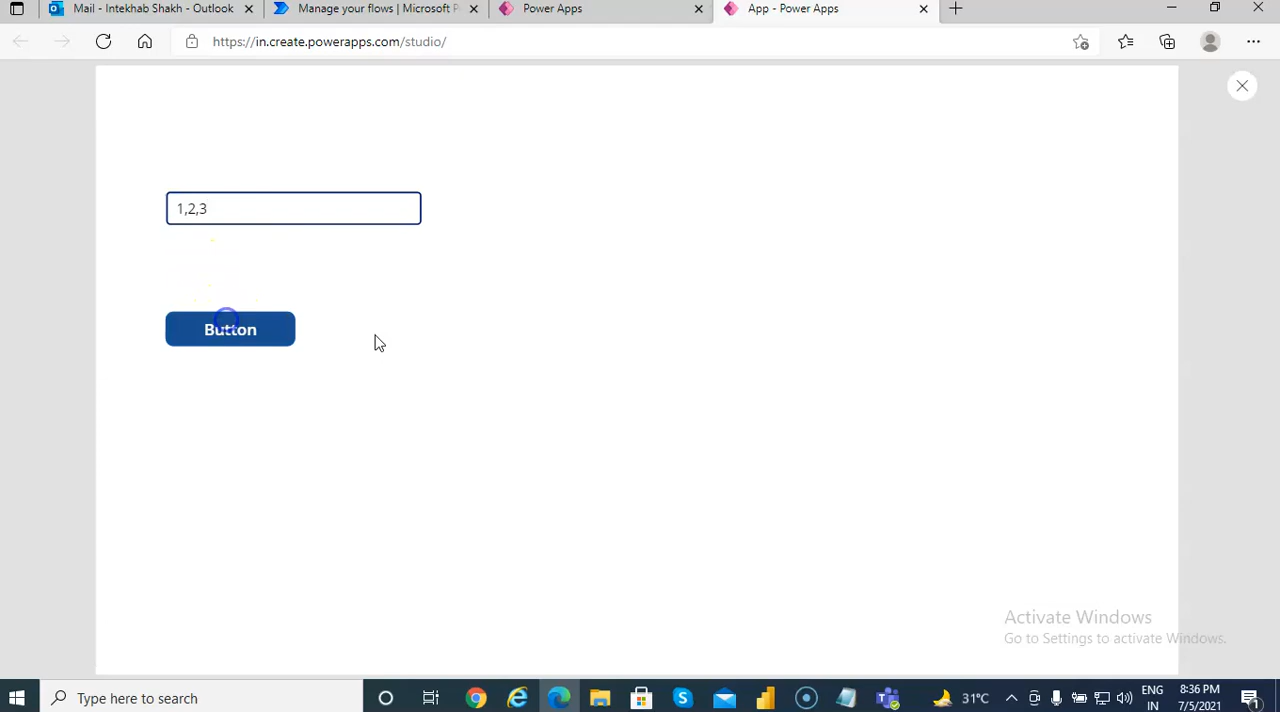 Mail - Intekhab Shakh - Outlook
Manage your flows | Microsoft P
Power Apps
App - Power Apps
https://in.create.powerapps.com/studio/
1,2,3
Button
Activate Windows
Go to Settings to activate Windows.
Type here to search
31°C
ENG
IN
8:36 PM
7/5/2021
1